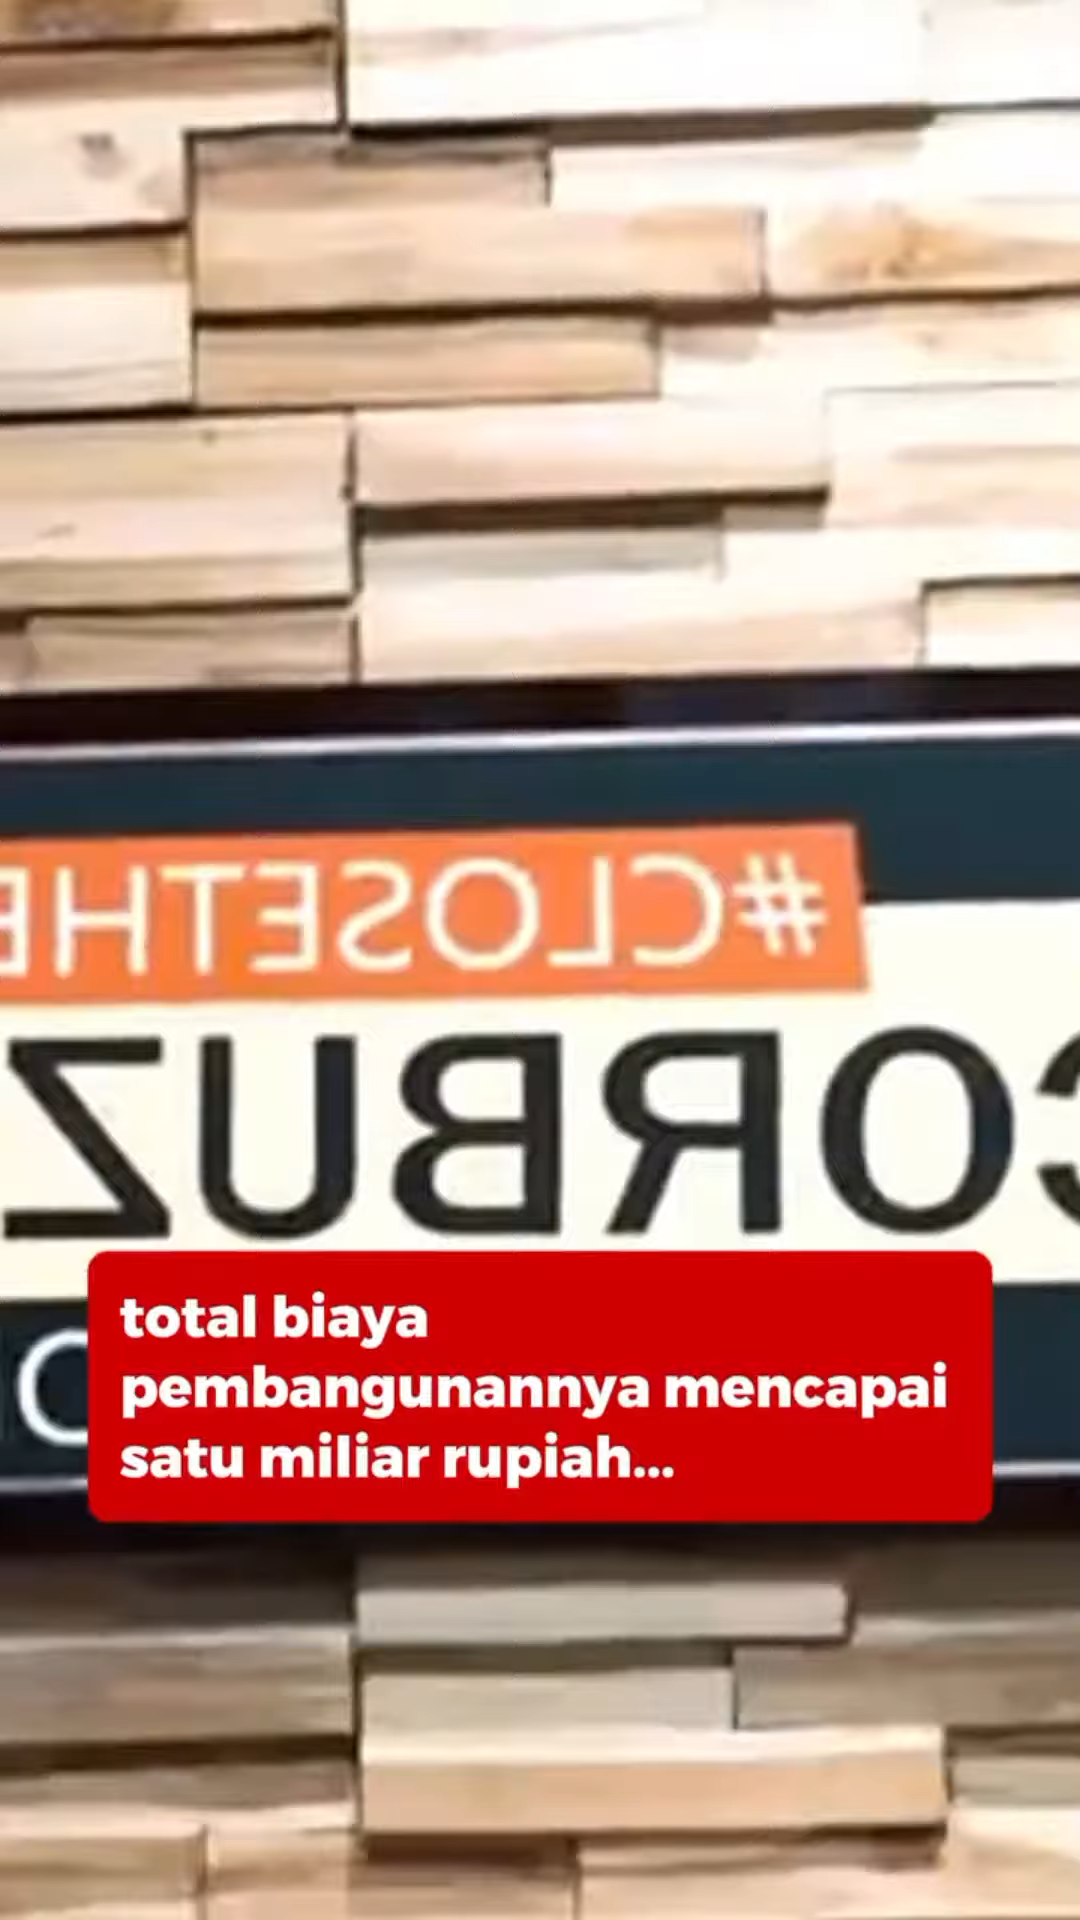 #CLOSETHE
CORBUZ
total biaya
pembangunannya mencapai
satu miliar rupiah...